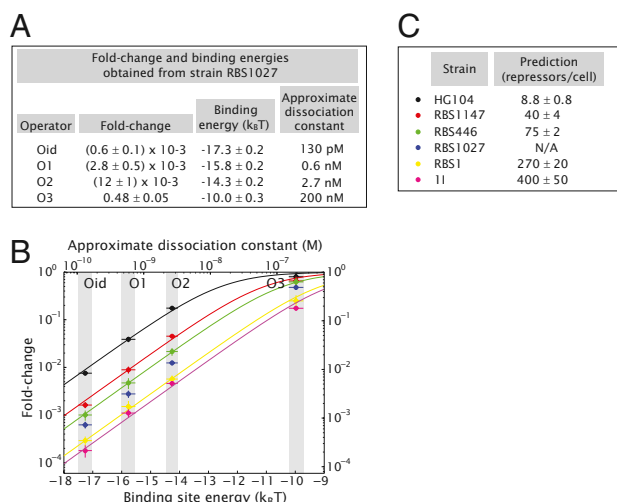 A
Fold-change and binding energies
obtained from strain RBS1027
Operator Fold-change Binding energy (kBT) Approximate dissociation constant
Oid (0.6 ± 0.1) x 10-3 -17.3 ± 0.2 130 pM
O1 (2.8 ± 0.5) x 10-3 -15.8 ± 0.2 0.6 nM
O2 (12 ± 1) x 10-3 -14.3 ± 0.2 2.7 nM
O3 0.48 ± 0.05 -10.0 ± 0.3 200 nM
C
Strain Prediction (repressors/cell)
HG104 8.8 ± 0.8
RBS1147 40 ± 4
RBS446 75 ± 2
RBS1027 N/A
RBS1 270 ± 20
1I 400 ± 50
B
Approximate dissociation constant (M)
10⁻¹⁰ 10⁻⁹ 10⁻⁸ 10⁻⁷
Oid O1 O2 O3
Fold-change
10⁰ 10⁰
10⁻¹ 10⁻¹
10⁻² 10⁻²
10⁻³ 10⁻³
10⁻⁴ 10⁻⁴
−18 −17 −16 −15 −14 −13 −12 −11 −10 −9
Binding site energy (kBT)